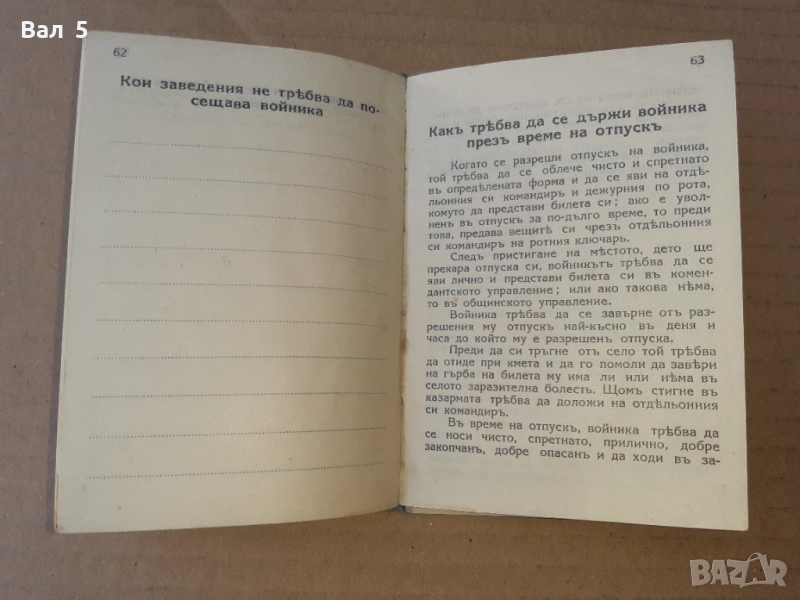 Вал 5
62
Кои заведения не трѣбва да по-
сещава войника
63
Какъ трѣбва да се държи войника
презъ време на отпускъ
Когато се разреши отпускъ на войника,
той трѣбва да се облече чисто и спретнато
въ опредѣлената форма и да се яви на отдѣ-
льонния си командиръ и дежурния по рота,
комуто да представи билета си; ако е увол-
ненъ въ отпускъ за по-дълго време, то преди
това, предава вещитѣ си чрезъ отдѣльонния
си командиръ на ротния ключарь.
Следъ пристигане на мѣстото, дето ще
прекара отпуска си, войникътъ трѣбва да се
яви лично и представи билета си въ комен-
дантското управление; или ако такова нѣма,
то въ общинското управление.
Войника трѣбва да се завърне отъ раз-
решения му отпускъ най-късно въ деня и
часа до който му е разрешенъ отпуска.
Преди да си тръгне отъ село той трѣбва
да отиде при кмета и да го помоли да завѣри
на гърба на билета му има ли или нѣма въ
селото заразителна болесть. Щомъ стигне въ
казармата трѣбва да доложи на отдѣльонния
си командиръ.
Въ време на отпускъ, войника трѣбва да
се носи чисто, спретнато, прилично, добре
закопчанъ, добре опасанъ и да ходи въ за-
BAZAR